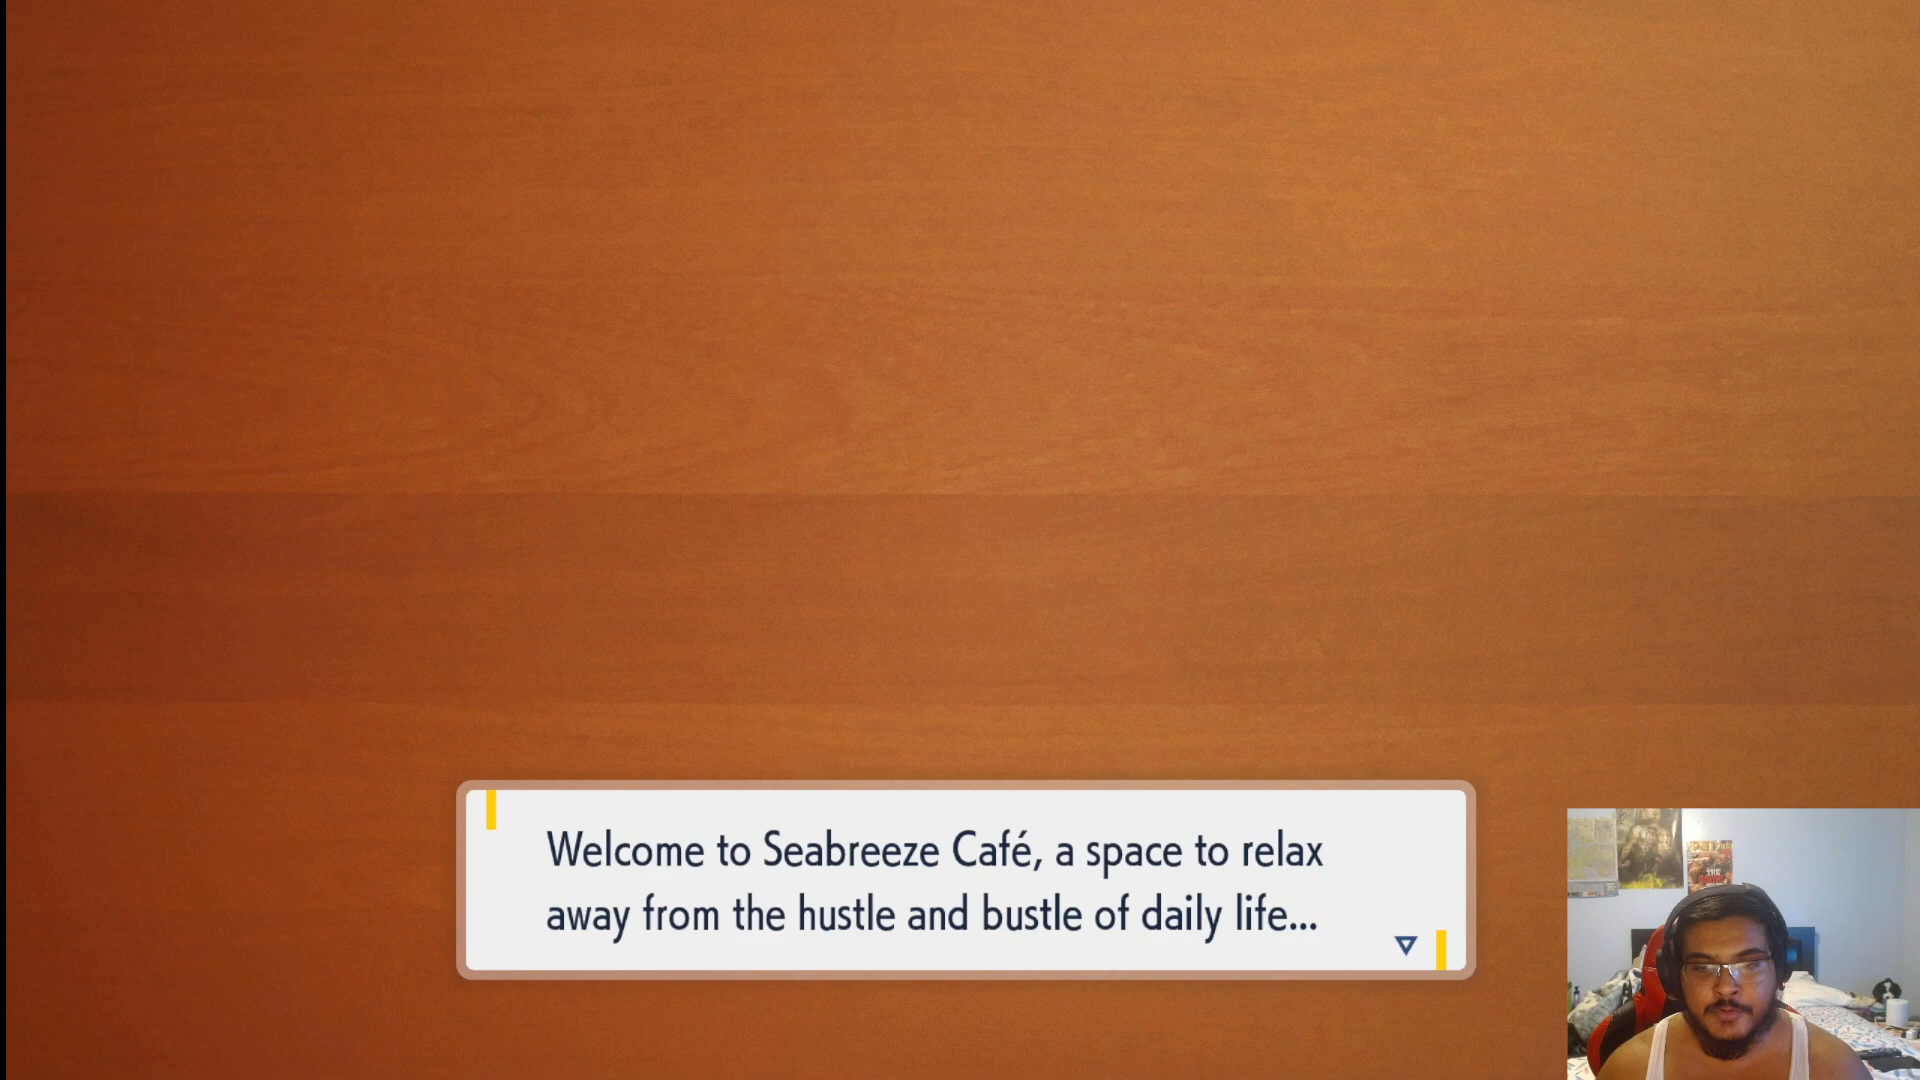 Welcome to Seabreeze Café, a space to relax
away from the hustle and bustle of daily life...